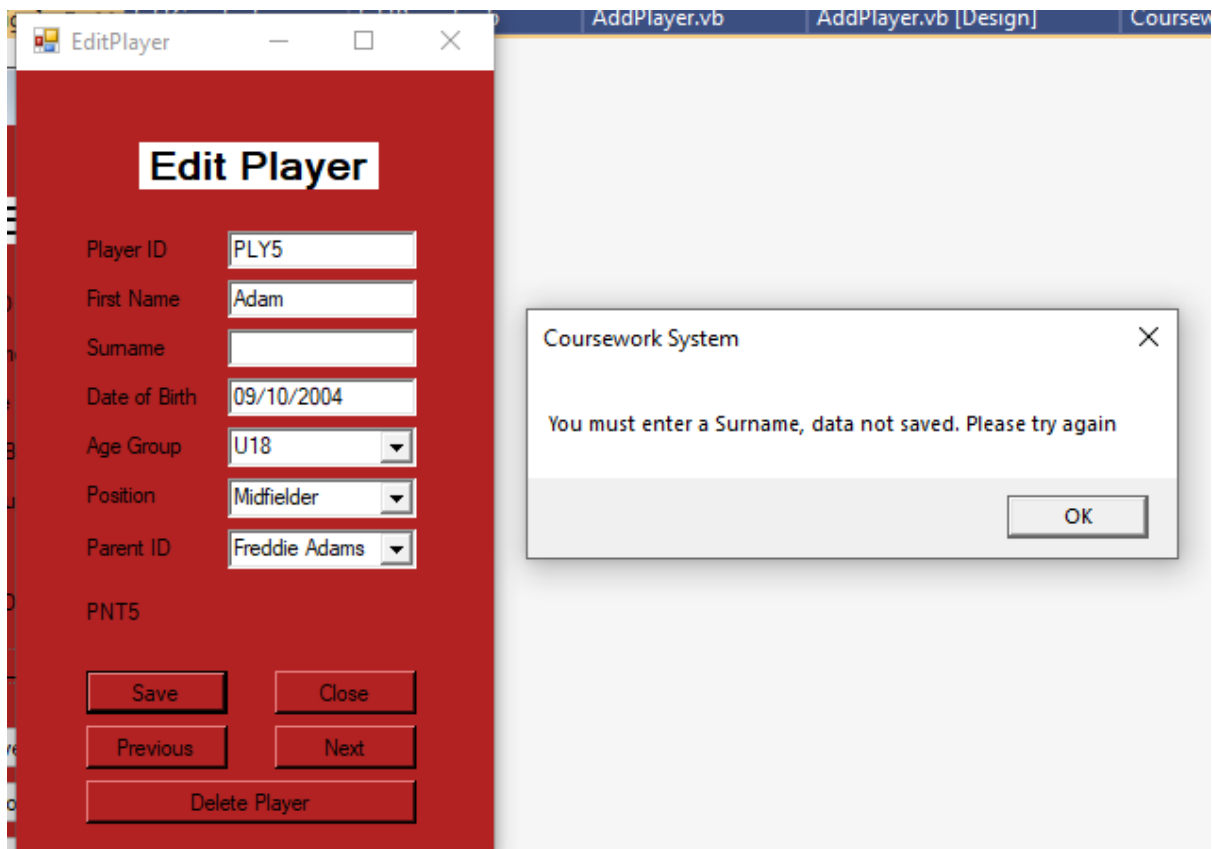 AddPlayer.vb
AddPlayer.vb [Design]
EditPlayer
Edit Player
Player ID
PLY5
First Name
Adam
Surname
Date of Birth
09/10/2004
Age Group
U18
Position
Midfielder
Parent ID
Freddie Adams
PNT5
Save
Close
Previous
Next
Delete Player
Coursework System
You must enter a Surname, data not saved. Please try again
OK